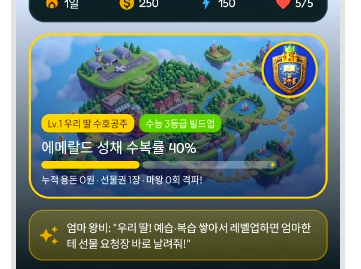 1일 250 150 5/5
Lv.1 우리 딸 수호공주 수능 3등급 빌드업
에메랄드 성채 수복률 40%
누적 용돈 0원 · 선물권 1장 · 마왕 0회 격파!
엄마 왕비: "우리 딸! 예습·복습 쌓아서 레벨업하면 엄마한
테 선물 요청장 바로 날려줘!"